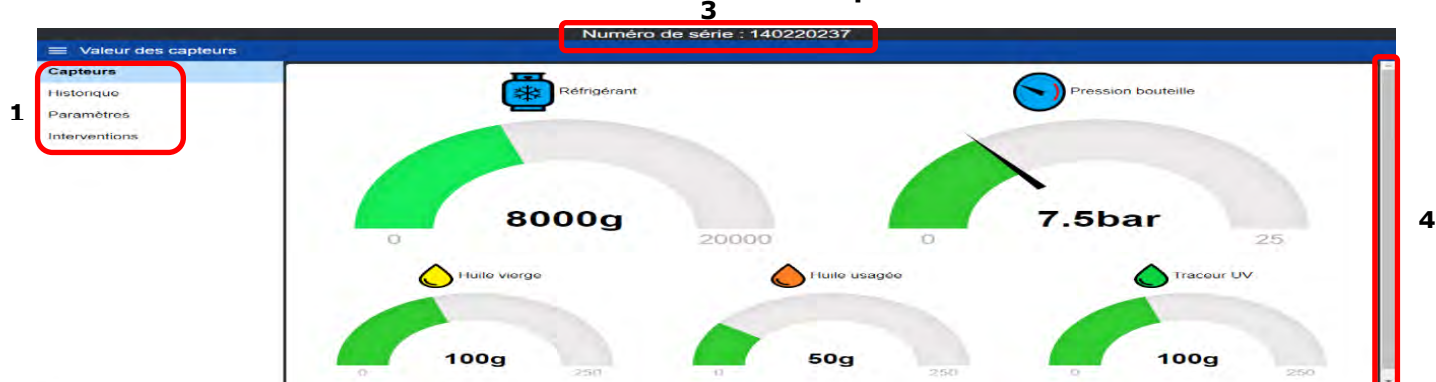 3
Numéro de série : 140220237
Valeur des capteurs
Capteurs
Historique
Paramètres
Interventions
1
Réfrigérant
Pression bouteille
8000g
0
20000
7.5bar
0
25
4
Huile vierge
Huile usagée
Traceur UV
100g
0
250
50g
0
250
100g
0
250